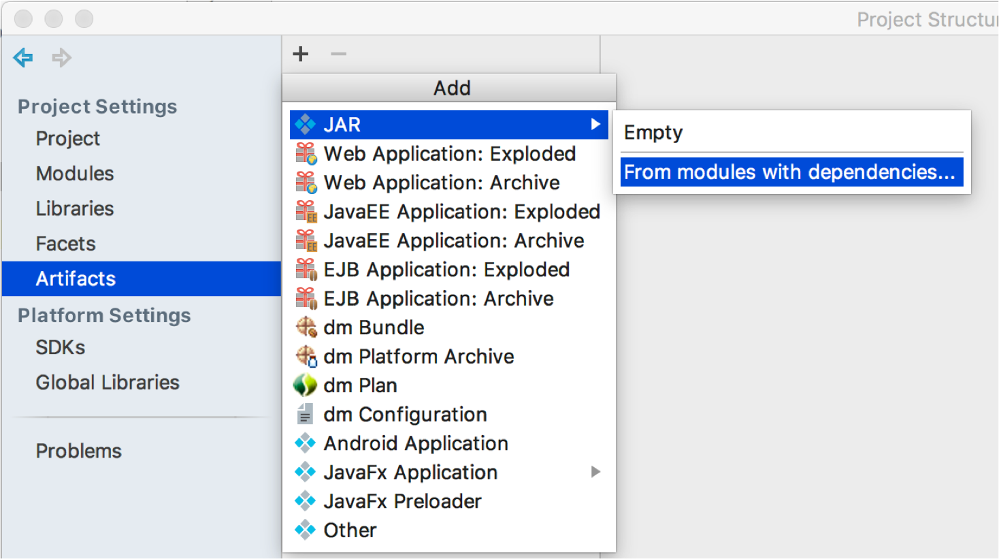 Project Structu
Project Settings
Project
Modules
Libraries
Facets
Artifacts
Platform Settings
SDKs
Global Libraries
Problems
Add
JAR
Web Application: Exploded
Web Application: Archive
JavaEE Application: Exploded
JavaEE Application: Archive
EJB Application: Exploded
EJB Application: Archive
dm Bundle
dm Platform Archive
dm Plan
dm Configuration
Android Application
JavaFx Application
JavaFx Preloader
Other
Empty
From modules with dependencies...